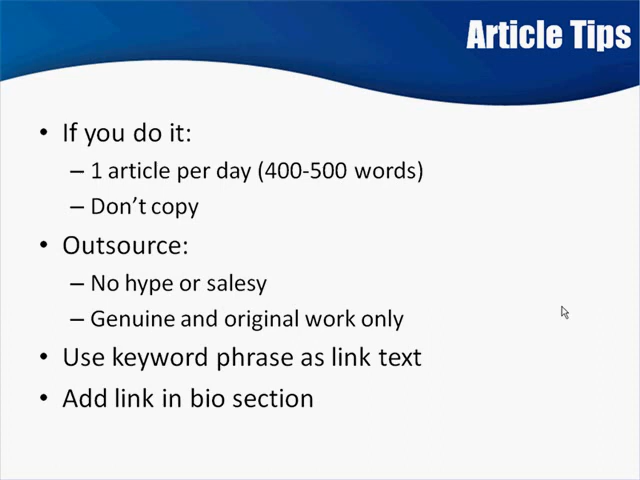 Article Tips
• If you do it:
– 1 article per day (400-500 words)
– Don't copy
• Outsource:
– No hype or salesy
– Genuine and original work only
• Use keyword phrase as link text
• Add link in bio section